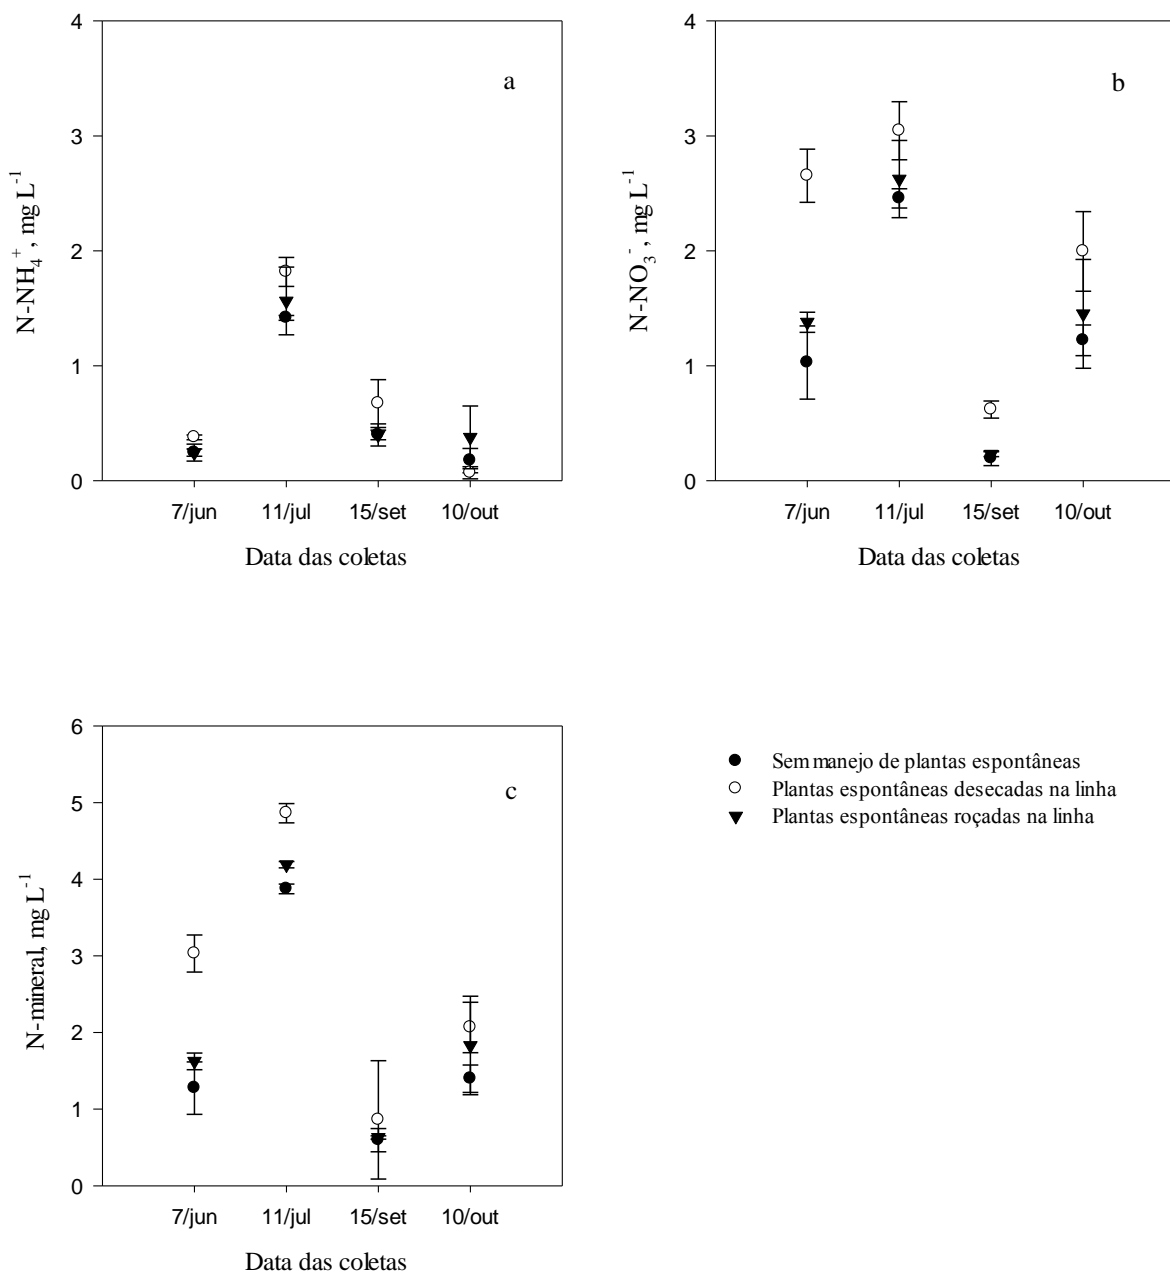 a
N-NH₄⁺, mg L⁻¹
4
3
2
1
0
7/jun 11/jul 15/set 10/out
Data das coletas
b
N-NO₃⁻, mg L⁻¹
4
3
2
1
0
7/jun 11/jul 15/set 10/out
Data das coletas
c
N-mineral, mg L⁻¹
6
5
4
3
2
1
0
7/jun 11/jul 15/set 10/out
Data das coletas
Sem manejo de plantas espontâneas
Plantas espontâneas desecadas na linha
Plantas espontâneas roçadas na linha